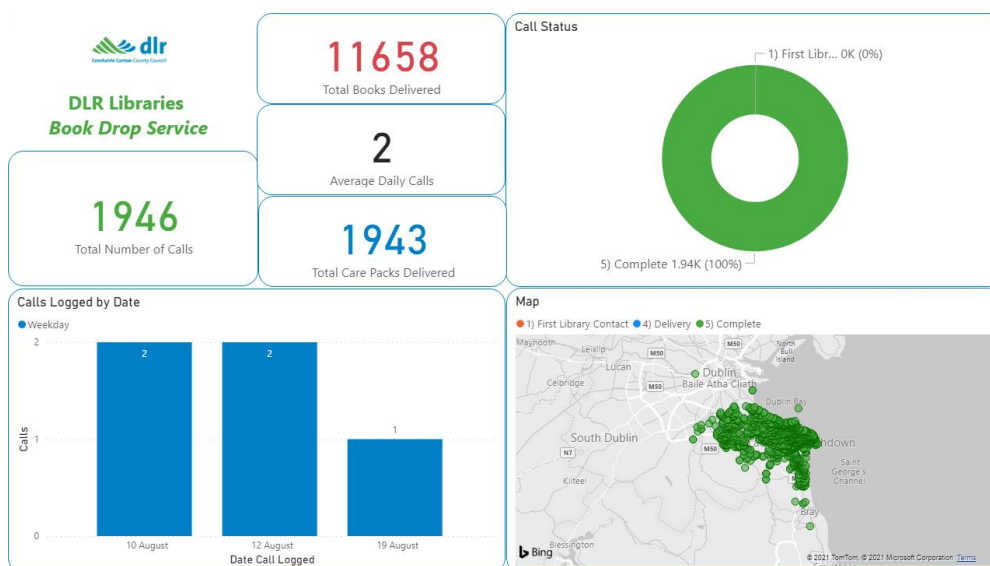 dlr
Comhairle Contae County Council
DLR Libraries
Book Drop Service
11658
Total Books Delivered
2
Average Daily Calls
1946
Total Number of Calls
1943
Total Care Packs Delivered
Call Status
1) First Libr... 0K (0%)
5) Complete 1.94K (100%)
Calls Logged by Date
Weekday
2
1
0
Calls
2
2
1
10 August
12 August
19 August
Date Call Logged
Map
1) First Library Contact 4) Delivery 5) Complete
Maynooth
Leixlip
M50
M50
North
Bull
Island
Lucan
Dublin
Celbridge
M50
Baile Átha Cliath
Dublin Bay
South Dublin
N7
M50
down
Saint
George's
Channel
Kilteel
Bray
Blessington
Bing
© 2021 TomTom, © 2021 Microsoft Corporation Terms